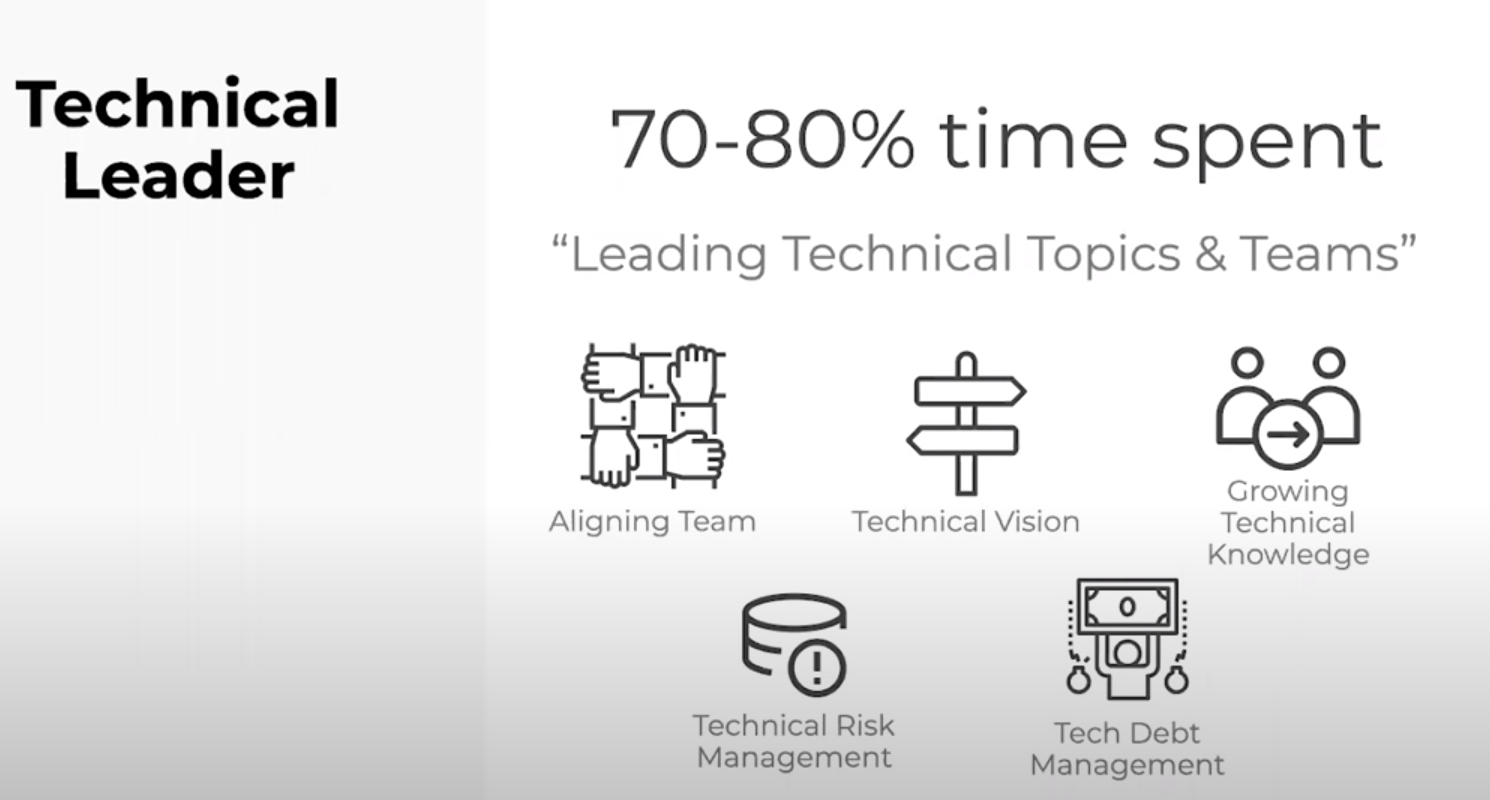 Technical
Leader
70-80% time spent
“Leading Technical Topics & Teams”
Aligning Team
Technical Vision
Growing
Technical
Knowledge
Technical Risk
Management
0
Tech Debt
Management